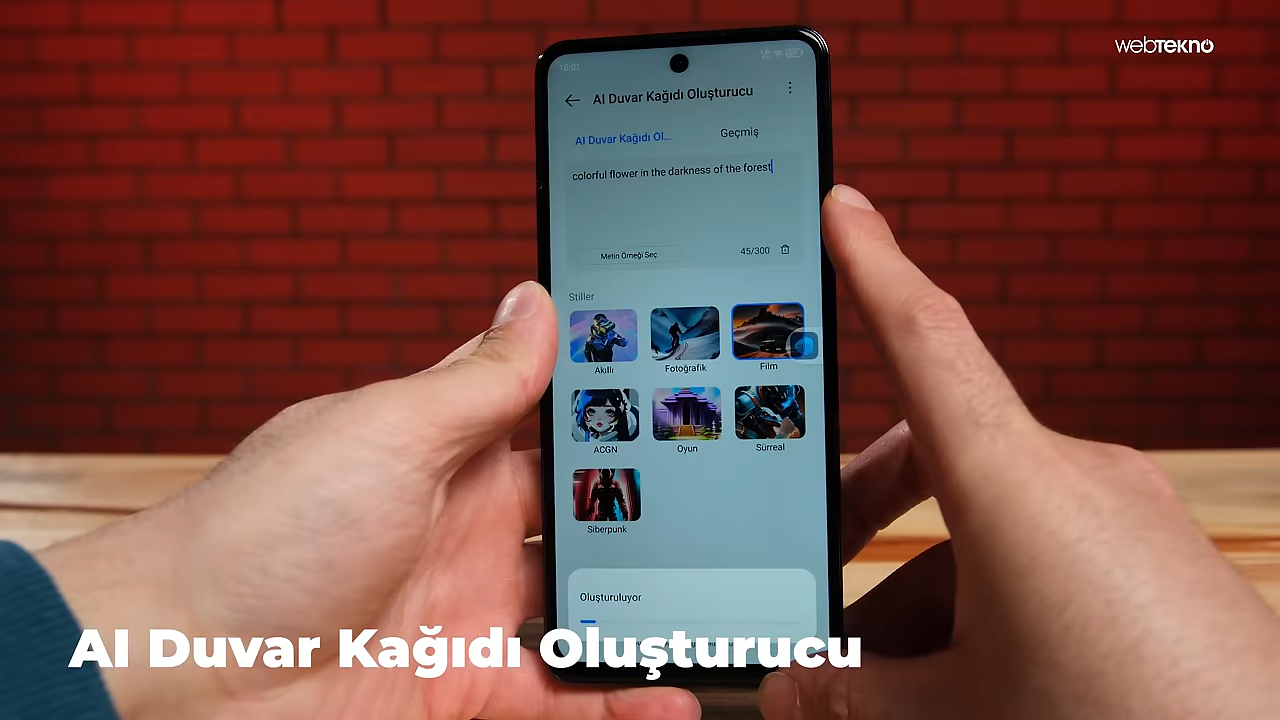 webtekno
18:01
AI Duvar Kağıdı Oluşturucu
AI Duvar Kağıdı Ol...
Geçmiş
colorful flower in the darkness of the forest
Metin Örneği Seç
45/300
Stiller
Akıllı
Fotoğrafik
Film
ACGN
Oyun
Sürreal
Siberpunk
Oluşturuluyor
AI Duvar Kağıdı Oluşturucu